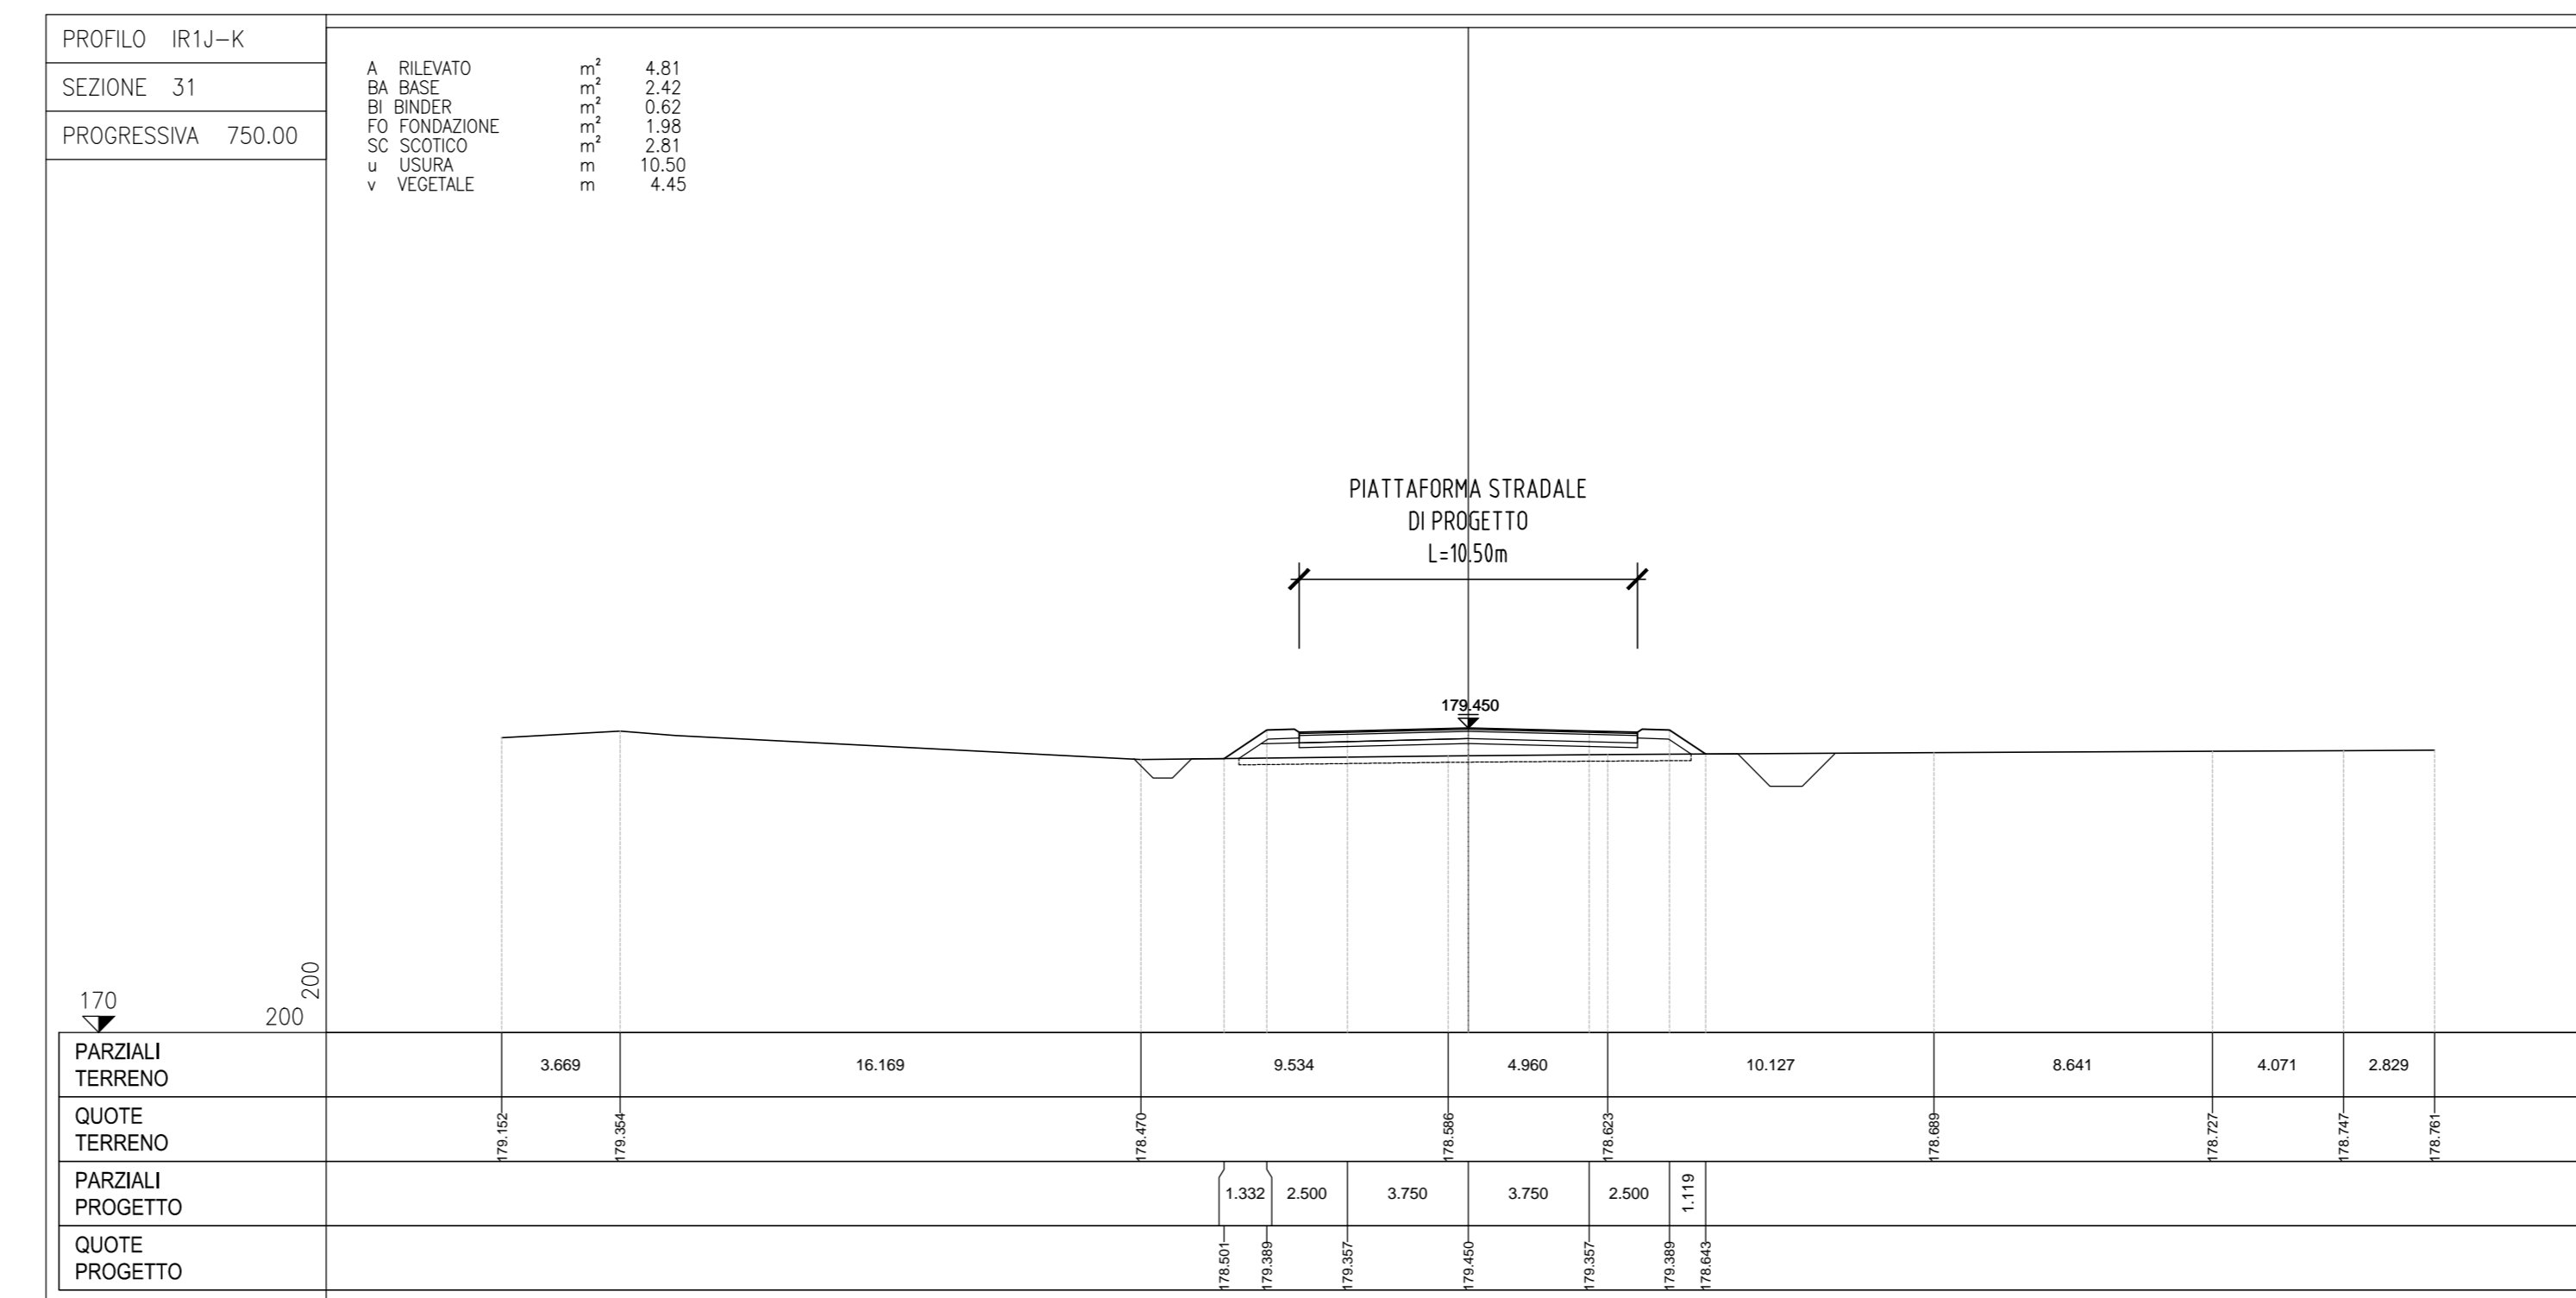 PROFILO IR1J-K
SEZIONE 31
PROGRESSIVA 750.00
A RILEVATO m² 4.81
BA BASE m² 2.42
BI BINDER m² 0.62
FO FONDAZIONE m² 1.98
SC SCOTICO m² 2.81
u USURA m 10.50
v VEGETALE m 4.45
PIATTAFORMA STRADALE
DI PROGETTO
L=10.50m
179.450
200
170
200
PARZIALI
TERRENO
3.669 16.169 9.534 4.960 10.127 8.641 4.071 2.829
QUOTE
TERRENO
179.152 179.354 178.470 178.586 178.623 178.689 178.727 178.747 178.761
PARZIALI
PROGETTO
1.332 2.500 3.750 3.750 2.500 1.119
QUOTE
PROGETTO
178.501 179.389 179.357 179.450 179.357 179.389 178.643